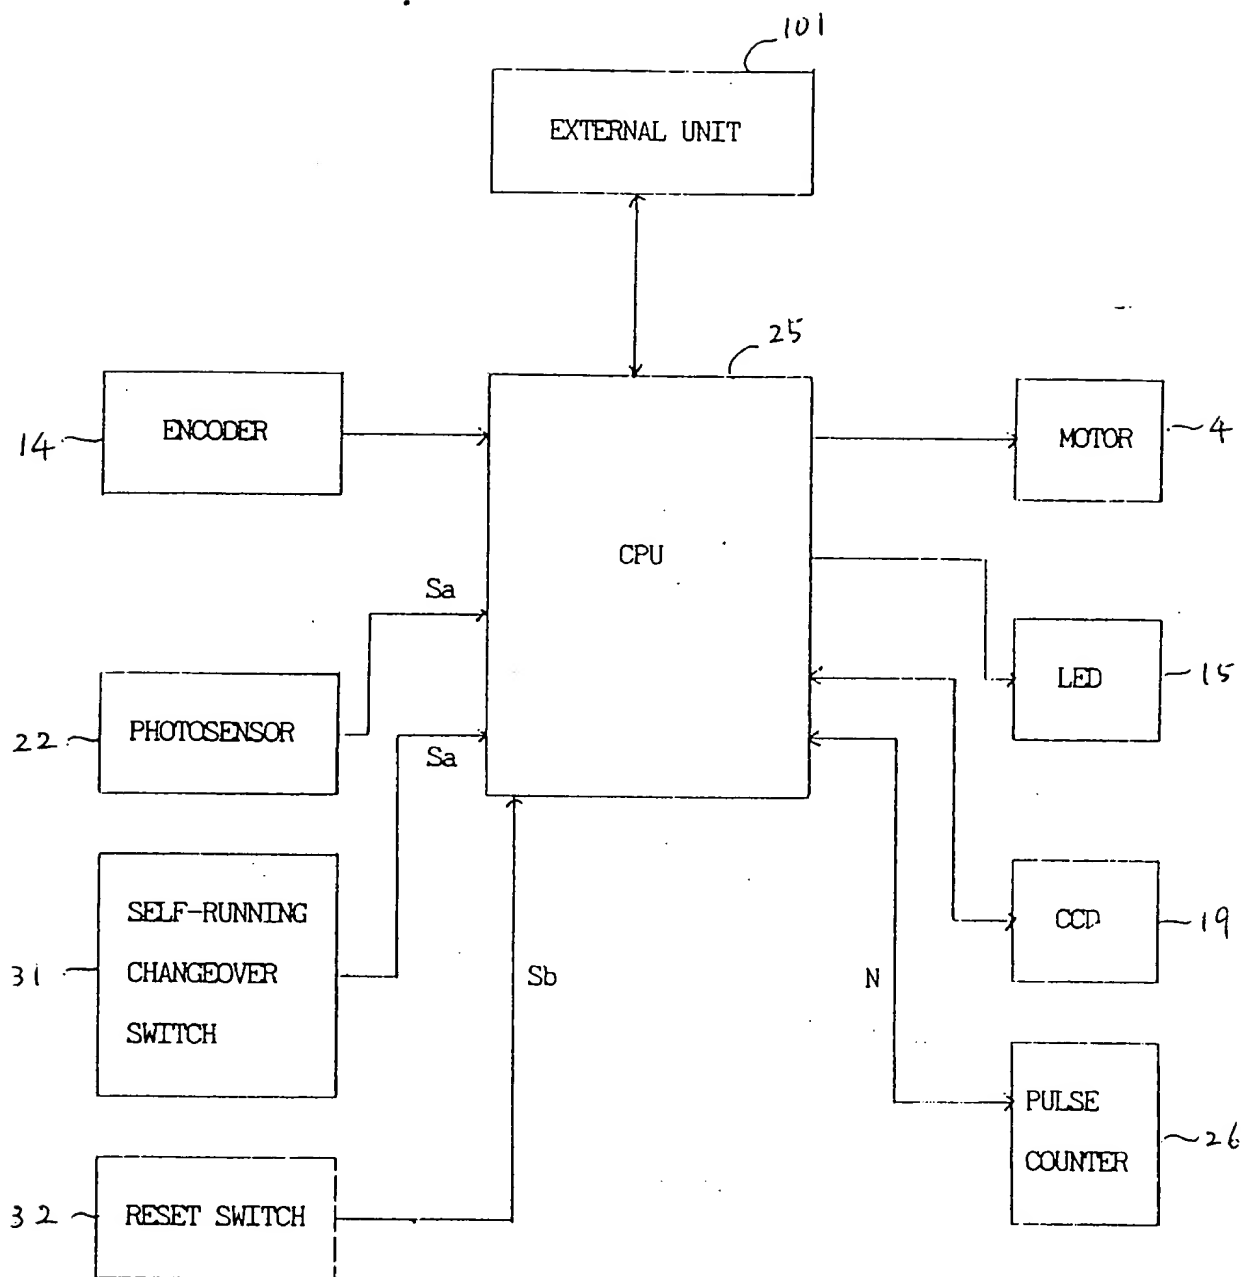 101
EXTERNAL UNIT
25
14
ENCODER
MOTOR
4
CPU
Sa
LED
15
22
PHOTOSENSOR
Sa
31
SELF-RUNNING
CHANGEOVER
SWITCH
Sb
N
CCD
19
PULSE
COUNTER
26
32
RESET SWITCH